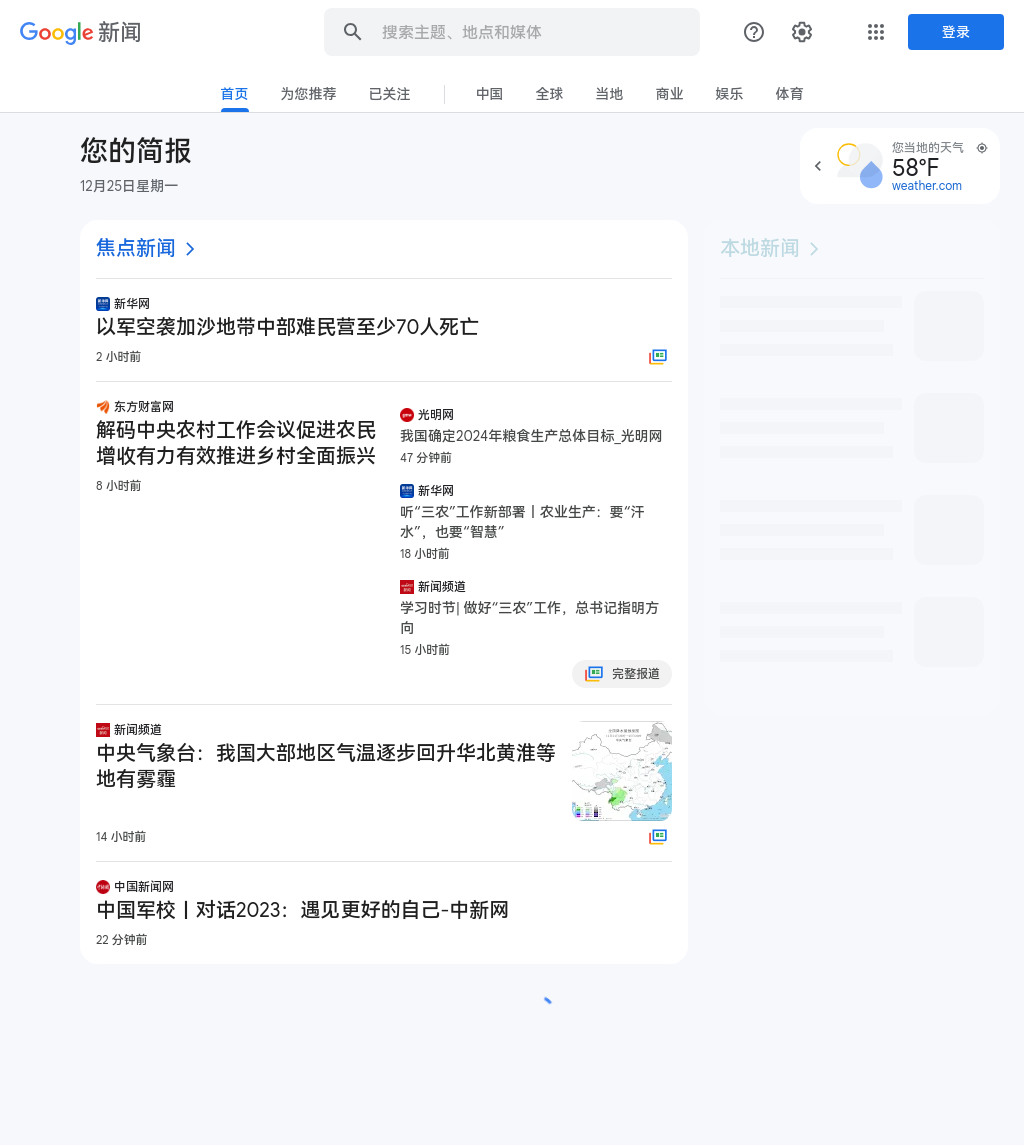 Google 新闻
搜索主题、地点和媒体
登录
首页
为您推荐
已关注
中国
全球
当地
商业
娱乐
体育
您的简报
12月25日星期一
您当地的天气
58°F
weather.com
焦点新闻
新华网
以军空袭加沙地带中部难民营至少70人死亡
2 小时前
东方财富网
解码中央农村工作会议促进农民
增收有力有效推进乡村全面振兴
8 小时前
光明网
我国确定2024年粮食生产总体目标_光明网
47 分钟前
新华网
听“三农”工作新部署丨农业生产：要“汗
水”，也要“智慧”
18 小时前
新闻频道
学习时节| 做好“三农”工作，总书记指明方
向
15 小时前
完整报道
新闻频道
中央气象台：我国大部地区气温逐步回升华北黄淮等
地有雾霾
14 小时前
中国新闻网
中国军校丨对话2023：遇见更好的自己-中新网
22 分钟前
本地新闻